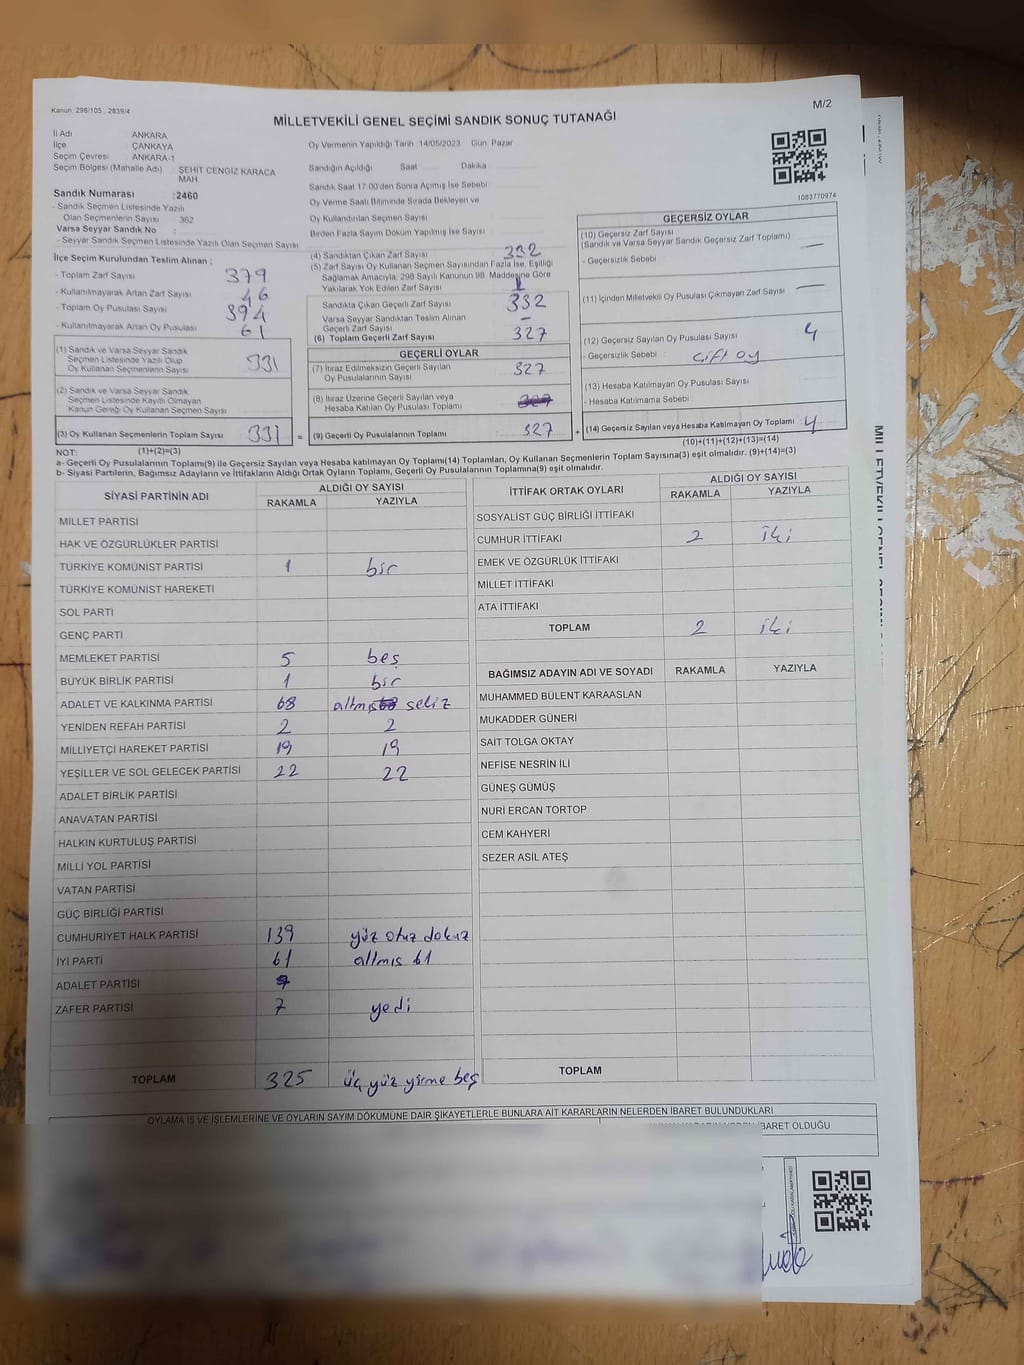 Kanun: 298/105 . 2839/4
M/2
MİLLETVEKİLİ GENEL SEÇİMİ SANDIK SONUÇ TUTANAĞI
İl Adı ANKARA
İlçe ÇANKAYA
Seçim Çevresi ANKARA-1
Seçim Bölgesi (Mahalle Adı) ŞEHİT CENGİZ KARACA MAH.
Sandık Numarası :2460
- Sandık Seçmen Listesinde Yazılı
Olan Seçmenlerin Sayısı : 362
Varsa Seyyar Sandık No :
- Seyyar Sandık Seçmen Listesinde Yazılı Olan Seçmen Sayısı
İlçe Seçim Kurulundan Teslim Alınan ;
- Toplam Zarf Sayısı 379
- Kullanılmayarak Artan Zarf Sayısı 46
- Toplam Oy Pusulası Sayısı 394
- Kullanılmayarak Artan Oy Pusulası 61
(1) Sandık ve Varsa Seyyar Sandık
Seçmen Listesinde Yazılı Olup
Oy Kullanan Seçmenlerin Sayısı 331
(2) Sandık ve Varsa Seyyar Sandık
Seçmen Listesinde Kayıtlı Olmayan
Kanun Gereği Oy Kullanan Seçmen Sayısı
(3) Oy Kullanan Seçmenlerin Toplam Sayısı 331 =
Oy Vermenin Yapıldığı Tarih :14/05/2023 Gün: Pazar
Sandığın Açıldığı Saat Dakika
Sandık Saat 17.00'den Sonra Açılmış İse Sebebi
Oy Verme Saati Bitiminde Sırada Bekleyen ve
Oy Kullandırılan Seçmen Sayısı
Birden Fazla Sayım Döküm Yapılmış İse Sayısı
(4) Sandıktan Çıkan Zarf Sayısı 332
(5) Zarf Sayısı Oy Kullanan Seçmen Sayısından Fazla İse, Eşitliği
Sağlamak Amacıyla, 298 Sayılı Kanunun 98. Maddesine Göre
Yakılarak Yok Edilen Zarf Sayısı 1
Sandıkta Çıkan Geçerli Zarf Sayısı 332
Varsa Seyyar Sandıktan Teslim Alınan
Geçerli Zarf Sayısı -
(6) Toplam Geçerli Zarf Sayısı 327
GEÇERLİ OYLAR
(7) İtiraz Edilmeksizin Geçerli Sayılan
Oy Pusulalarının Sayısı 327
(8) İtiraz Üzerine Geçerli Sayılan veya
Hesaba Katılan Oy Pusulası Toplamı
(9) Geçerli Oy Pusulalarının Toplamı 327 +
1083770974
GEÇERSİZ OYLAR
(10) Geçersiz Zarf Sayısı
(Sandık ve Varsa Seyyar Sandık Geçersiz Zarf Toplamı) —
- Geçersizlik Sebebi
(11) İçinden Milletvekili Oy Pusulası Çıkmayan Zarf Sayısı —
(12) Geçersiz Sayılan Oy Pusulası Sayısı 4
- Geçersizlik Sebebi : çift oy
(13) Hesaba Katılmayan Oy Pusulası Sayısı
- Hesaba Katılmama Sebebi
(14) Geçersiz Sayılan veya Hesaba Katılmayan Oy Toplamı 4
(10)+(11)+(12)+(13)=(14)
NOT: (1)+(2)=(3)
a- Geçerli Oy Pusulalarının Toplamı(9) ile Geçersiz Sayılan veya Hesaba katılmayan Oy Toplamı(14) Toplamları, Oy Kullanan Seçmenlerin Toplam Sayısına(3) eşit olmalıdır. (9)+(14)=(3)
b- Siyasi Partilerin, Bağımsız Adayların ve İttifakların Aldığı Ortak Oyların Toplamı, Geçerli Oy Pusulalarının Toplamına(9) eşit olmalıdır.
SİYASİ PARTİNİN ADI ALDIĞI OY SAYISI
RAKAMLA YAZIYLA
MİLLET PARTİSİ
HAK VE ÖZGÜRLÜKLER PARTİSİ
TÜRKİYE KOMÜNİST PARTİSİ 1 bir
TÜRKİYE KOMÜNİST HAREKETİ
SOL PARTİ
GENÇ PARTİ
MEMLEKET PARTİSİ 5 beş
BÜYÜK BİRLİK PARTİSİ 1 bir
ADALET VE KALKINMA PARTİSİ 68 altmış sekiz
YENİDEN REFAH PARTİSİ 2 2
MİLLİYETÇİ HAREKET PARTİSİ 19 19
YEŞİLLER VE SOL GELECEK PARTİSİ 22 22
ADALET BİRLİK PARTİSİ
ANAVATAN PARTİSİ
HALKIN KURTULUŞ PARTİSİ
MİLLİ YOL PARTİSİ
VATAN PARTİSİ
GÜÇ BİRLİĞİ PARTİSİ
CUMHURİYET HALK PARTİSİ 139 yüz otuz dokuz
İYİ PARTİ 61 altmış 61
ADALET PARTİSİ
ZAFER PARTİSİ 7 yedi
TOPLAM 325 üç yüz yirme beş
İTTİFAK ORTAK OYLARI ALDIĞI OY SAYISI
RAKAMLA YAZIYLA
SOSYALİST GÜÇ BİRLİĞİ İTTİFAKI
CUMHUR İTTİFAKI 2 iki
EMEK VE ÖZGÜRLÜK İTTİFAKI
MİLLET İTTİFAKI
ATA İTTİFAKI
TOPLAM 2 iki
BAĞIMSIZ ADAYIN ADI VE SOYADI RAKAMLA YAZIYLA
MUHAMMED BÜLENT KARAASLAN
MUKADDER GÜNERİ
SAİT TOLGA OKTAY
NEFİSE NESRİN İLİ
GÜNEŞ GÜMÜŞ
NURİ ERCAN TORTOP
CEM KAHYERİ
SEZER ASİL ATEŞ
TOPLAM
OYLAMA İŞ VE İŞLEMLERİNE VE OYLARIN SAYIM DÖKÜMÜNE DAİR ŞİKAYETLERLE BUNLARA AİT KARARLARIN NELERDEN İBARET BULUNDUKLARI
İBARET OLDUĞU